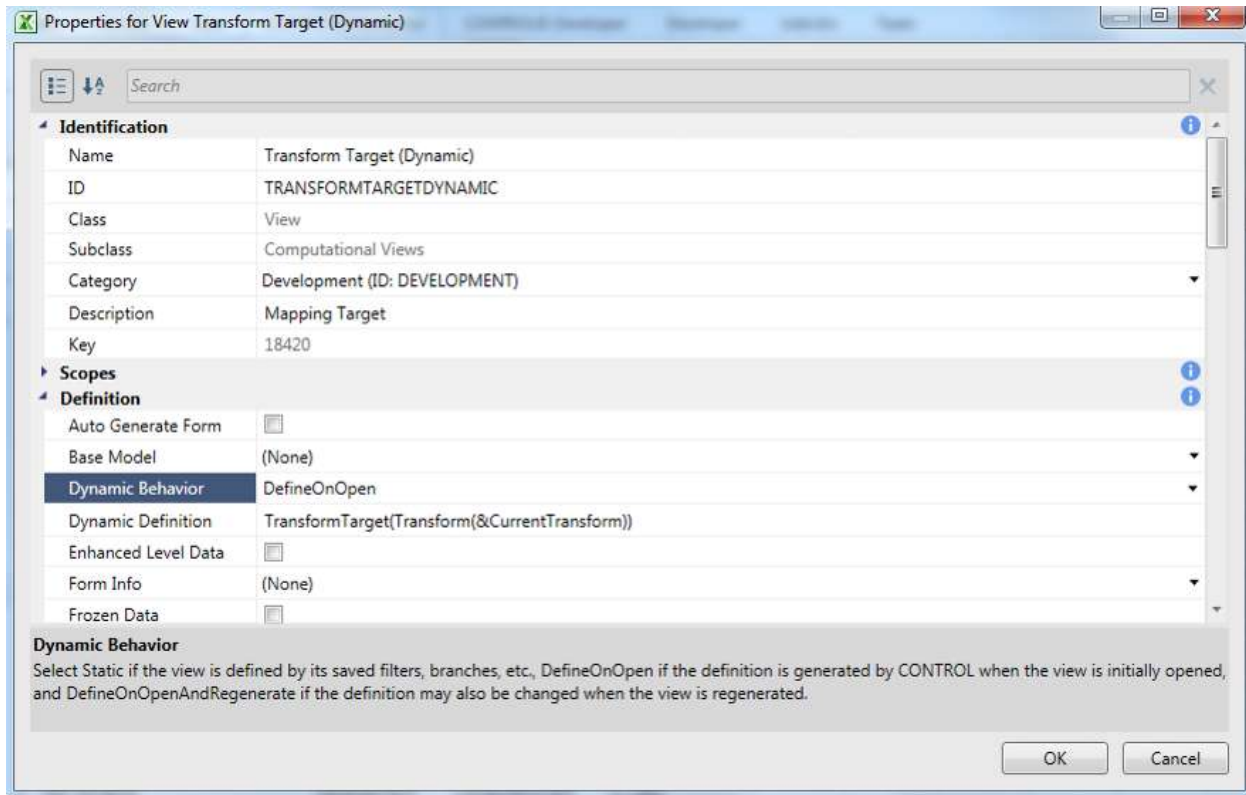 Properties for View Transform Target (Dynamic)
Search
Identification
Name Transform Target (Dynamic)
ID TRANSFORMTARGETDYNAMIC
Class View
Subclass Computational Views
Category Development (ID: DEVELOPMENT)
Description Mapping Target
Key 18420
Scopes
Definition
Auto Generate Form
Base Model (None)
Dynamic Behavior DefineOnOpen
Dynamic Definition TransformTarget(Transform(&CurrentTransform))
Enhanced Level Data
Form Info (None)
Frozen Data
Dynamic Behavior
Select Static if the view is defined by its saved filters, branches, etc., DefineOnOpen if the definition is generated by CONTROL when the view is initially opened,
and DefineOnOpenAndRegenerate if the definition may also be changed when the view is regenerated.
OK Cancel